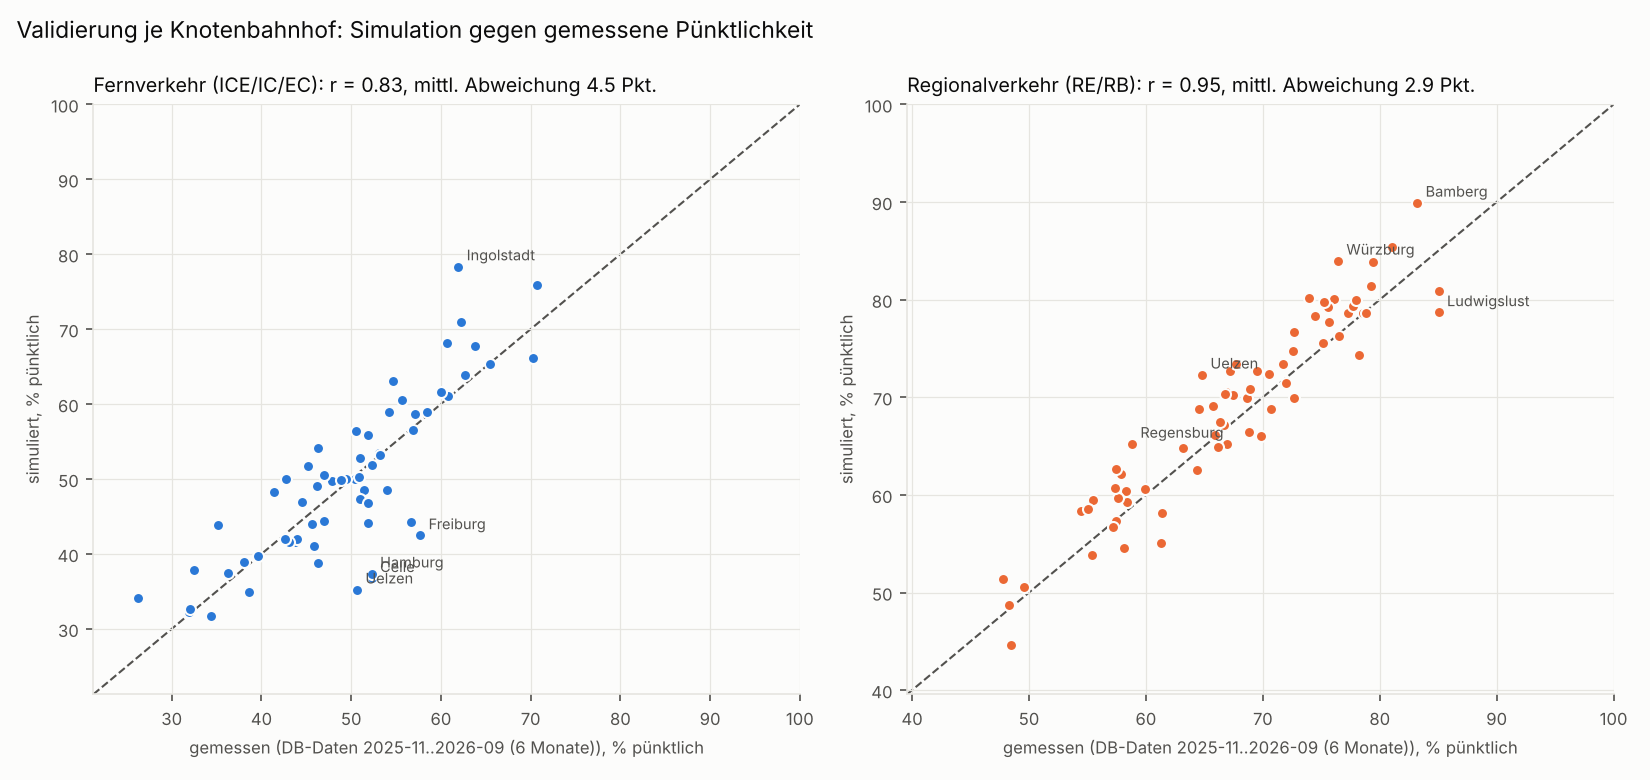 Validierung je Knotenbahnhof: Simulation gegen gemessene Pünktlichkeit
Fernverkehr (ICE/IC/EC): r = 0.83, mittl. Abweichung 4.5 Pkt.
100
90
80
70
60
50
40
30
simuliert, % pünktlich
Ingolstadt
Freiburg
Hamburg
Celle
Uelzen
30 40 50 60 70 80 90 100
gemessen (DB-Daten 2025-11..2026-09 (6 Monate)), % pünktlich
Regionalverkehr (RE/RB): r = 0.95, mittl. Abweichung 2.9 Pkt.
100
90
80
70
60
50
40
simuliert, % pünktlich
Bamberg
Würzburg
Ludwigslust
Uelzen
Regensburg
40 50 60 70 80 90 100
gemessen (DB-Daten 2025-11..2026-09 (6 Monate)), % pünktlich